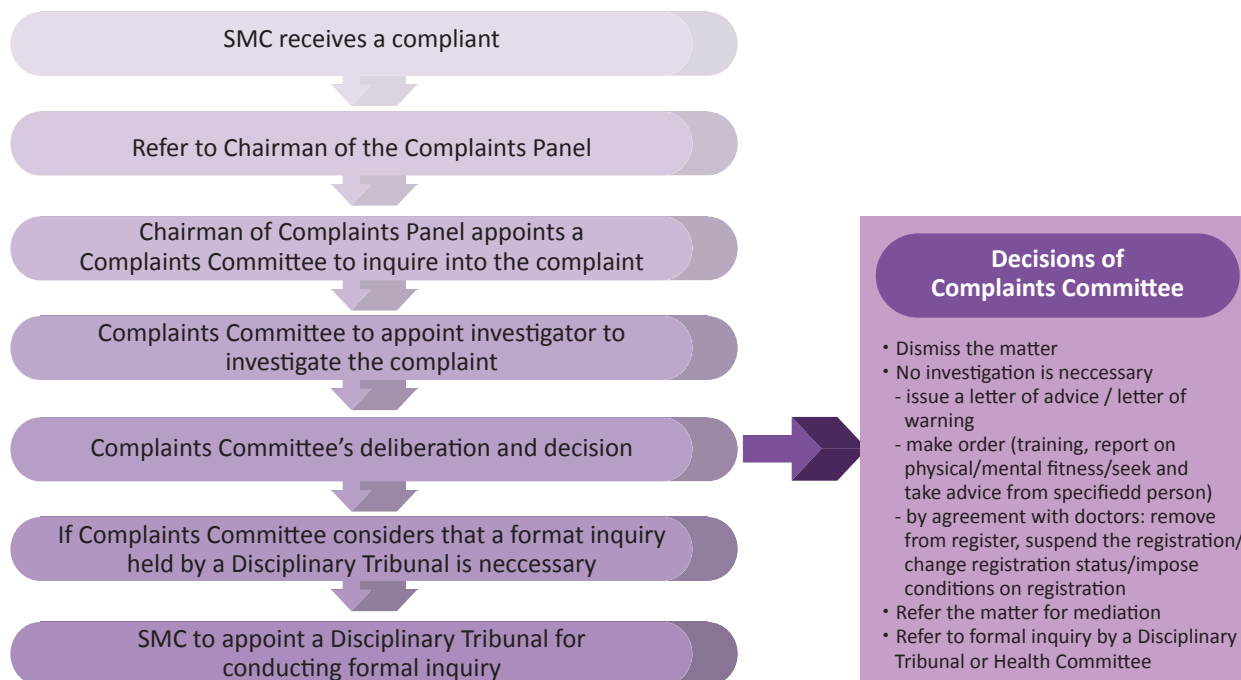 SMC receives a compliant
Refer to Chairman of the Complaints Panel
Chairman of Complaints Panel appoints a
Complaints Committee to inquire into the complaint
Complaints Committee to appoint investigator to
investigate the complaint
Complaints Committee's deliberation and decision
If Complaints Committee considers that a format inquiry
held by a Disciplinary Tribunal is neccessary
SMC to appoint a Disciplinary Tribunal for
conducting formal inquiry
Decisions of
Complaints Committee
· Dismiss the matter
· No investigation is neccessary
- issue a letter of advice / letter of
warning
- make order (training, report on
physical/mental fitness/seek and
take advice from specifiedd person)
- by agreement with doctors: remove
from register, suspend the registration/
change registration status/impose
conditions on registration
· Refer the matter for mediation
· Refer to formal inquiry by a Disciplinary
Tribunal or Health Committee